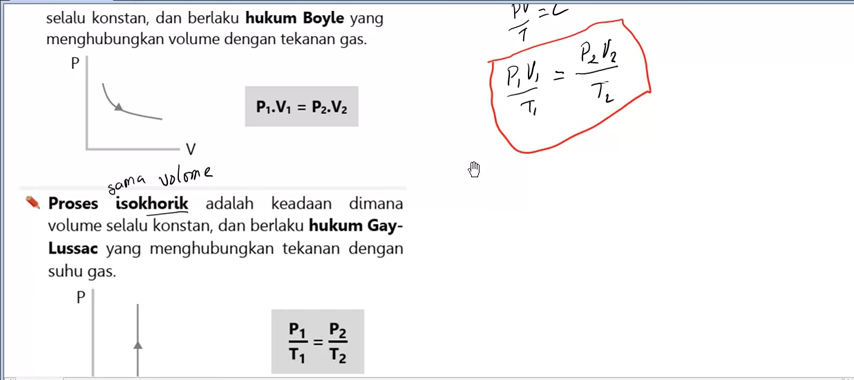 selalu konstan, dan berlaku hukum Boyle yang
menghubungkan volume dengan tekanan gas.
P
P₁.V₁ = P₂.V₂
V
PV/T = C
P₁V₁/T₁ = P₂V₂/T₂
sama volume
Proses isokhorik adalah keadaan dimana
volume selalu konstan, dan berlaku hukum Gay-
Lussac yang menghubungkan tekanan dengan
suhu gas.
P
P₁/T₁ = P₂/T₂